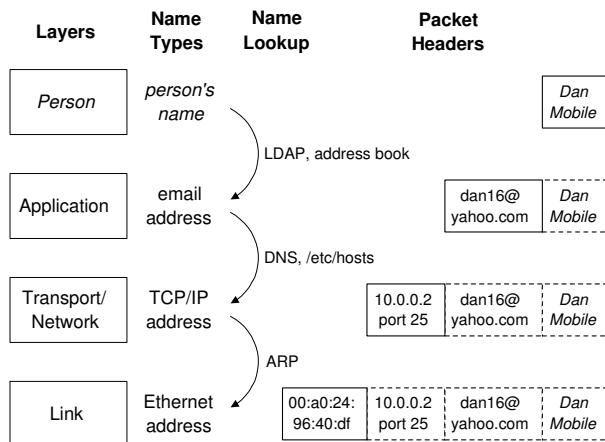 Layers
Name
Types
Name
Lookup
Packet
Headers
Person
person's
name
Dan
Mobile
LDAP, address book
Application
email
address
dan16@
yahoo.com
Dan
Mobile
DNS, /etc/hosts
Transport/
Network
TCP/IP
address
10.0.0.2
port 25
dan16@
yahoo.com
Dan
Mobile
ARP
Link
Ethernet
address
00:a0:24:
96:40:df
10.0.0.2
port 25
dan16@
yahoo.com
Dan
Mobile